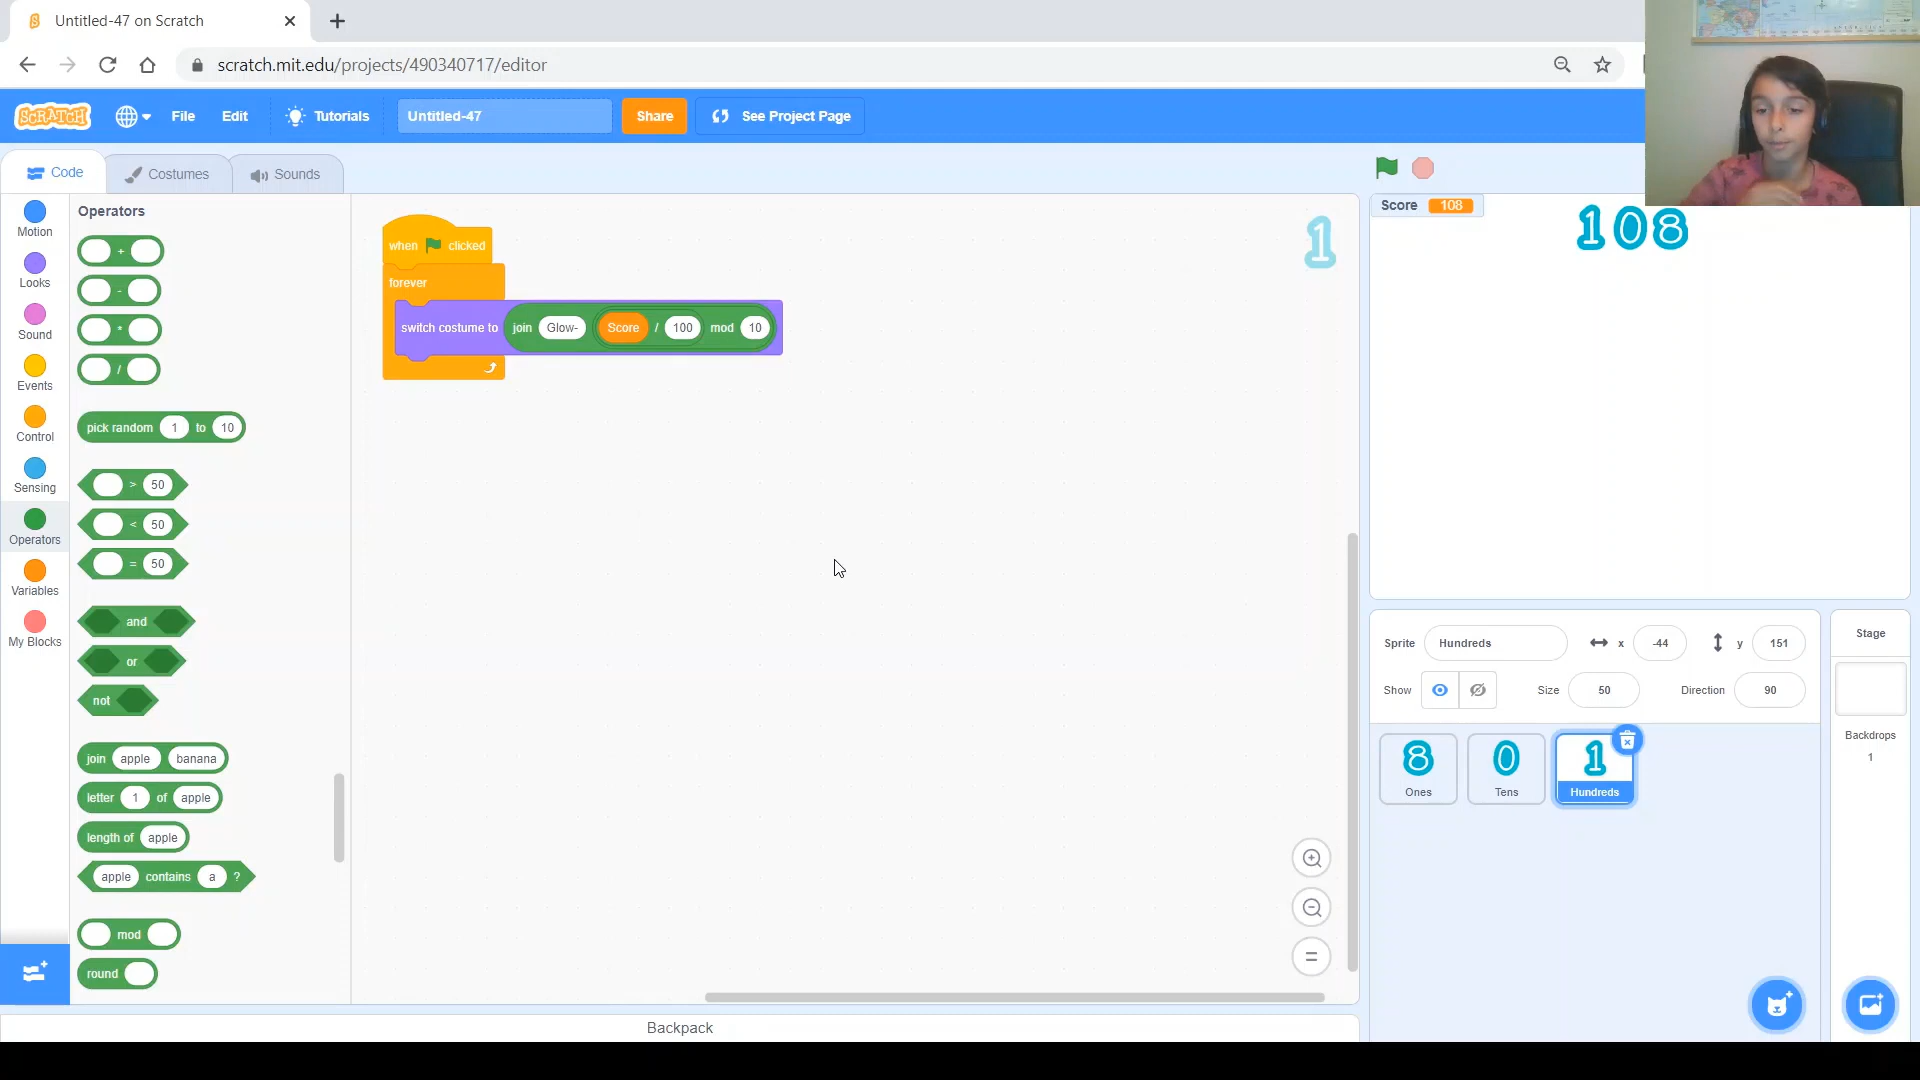 Untitled-47 on Scratch
scratch.mit.edu/projects/490340717/editor
SCRATCH File Edit Tutorials Untitled-47 Share See Project Page
Code Costumes Sounds
Motion
Looks
Sound
Events
Control
Sensing
Operators
Variables
My Blocks
Operators
+
-
*
/
pick random 1 to 10
> 50
< 50
= 50
and
or
not
join apple banana
letter 1 of apple
length of apple
apple contains a ?
mod
round
when clicked
forever
switch costume to join Glow- Score / 100 mod 10
1
Score 108
108
Sprite Hundreds x -44 y 151
Show Size 50 Direction 90
8 0 1
Ones Tens Hundreds
Stage
Backdrops
1
Backpack